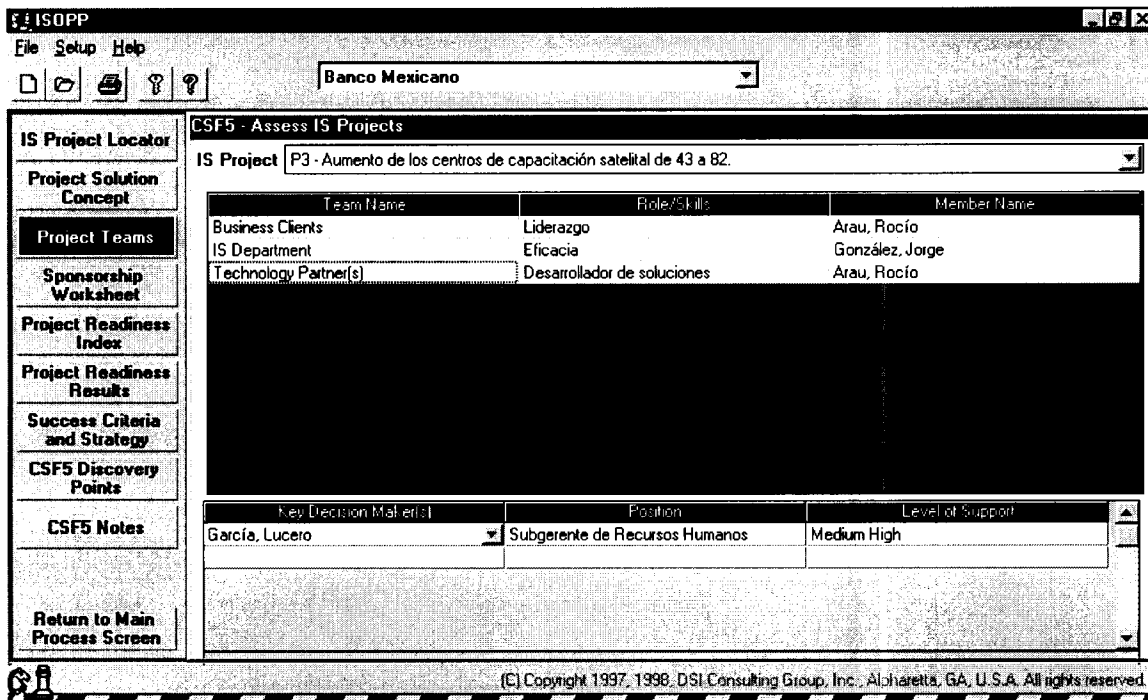 ISOPP
File Setup Help
Banco Mexicano
IS Project Locator
Project Solution
Concept
Project Teams
Sponsorship
Worksheet
Project Readiness
Index
Project Readiness
Results
Success Criteria
and Strategy
CSF5 Discovery
Points
CSF5 Notes
Return to Main
Process Screen
CSF5 - Assess IS Projects
IS Project P3 - Aumento de los centros de capacitación satelital de 43 a 82.
Team Name Role/Skills Member Name
Business Clients Liderazgo Arau, Rocío
IS Department Eficacia González, Jorge
Technology Partner(s) Desarrollador de soluciones Arau, Rocío
Key Decision Maker(s) Position Level of Support
García, Lucero Subgerente de Recursos Humanos Medium High
(C) Copyright 1997, 1998, DSI Consulting Group, Inc., Alpharetta, GA, U.S.A. All rights reserved